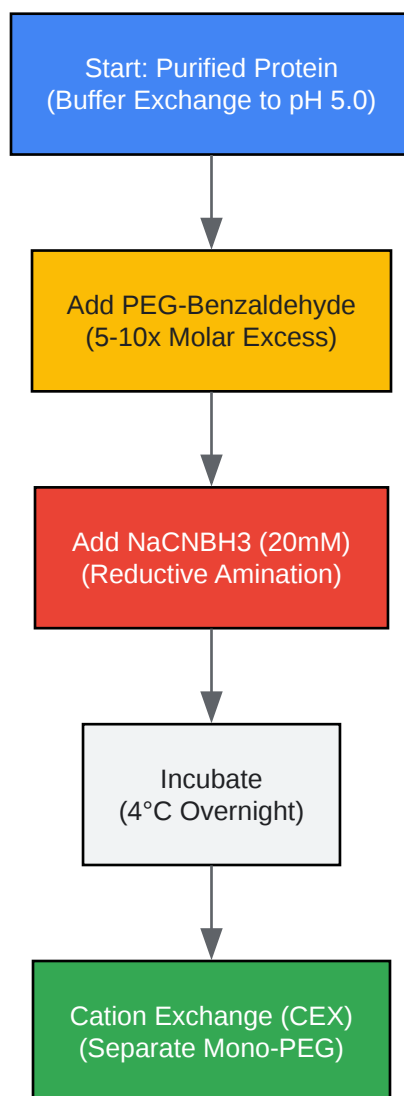 Start: Purified Protein
(Buffer Exchange to pH 5.0)
Add PEG-Benzaldehyde
(5-10x Molar Excess)
Add NaCNBH3 (20mM)
(Reductive Amination)
Incubate
(4°C Overnight)
Cation Exchange (CEX)
(Separate Mono-PEG)